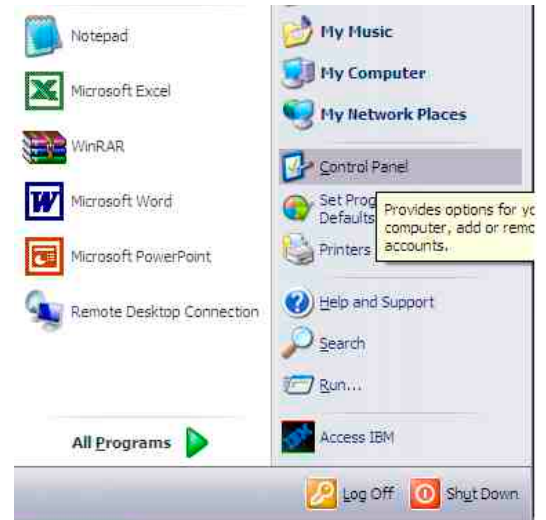 Notepad
Microsoft Excel
WinRAR
Microsoft Word
Microsoft PowerPoint
Remote Desktop Connection
All Programs
My Music
My Computer
My Network Places
Control Panel
Set Prog
Defaults
Printers
Provides options for yo
computer, add or remo
accounts.
Help and Support
Search
Run...
Access IBM
Log Off
Shut Down